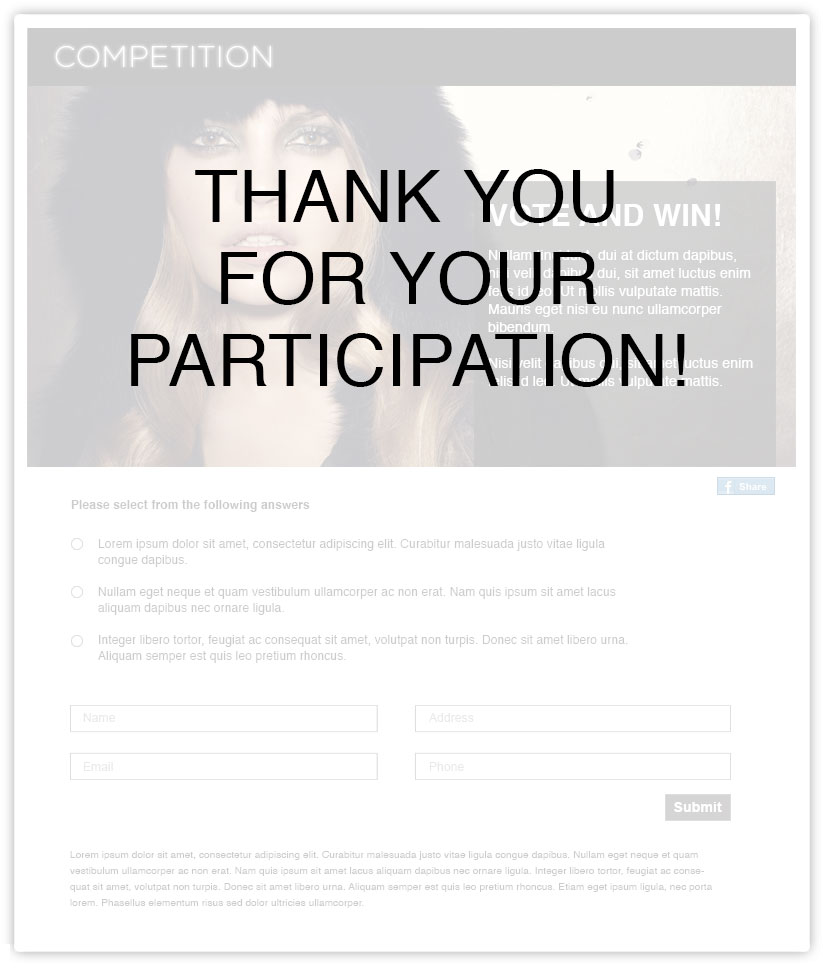 COMPETITION
THANK YOU
FOR YOUR
PARTICIPATION!
VOTE AND WIN!
dui at dictum dapibus,
dui, sit amet luctus enim
Ut mollis vulputate mattis.
Mauris eget nisi eu nunc ullamcorper
bibendum.
Nisi velit dapibus dui, sit amet luctus enim
felis id leo. Ut mollis vulputate mattis.
Share
Please select from the following answers
Lorem ipsum dolor sit amet, consectetur adipiscing elit. Curabitur malesuada justo vitae ligula
congue dapibus.
Nullam eget neque et quam vestibulum ullamcorper ac non erat. Nam quis ipsum sit amet lacus
aliquam dapibus nec ornare ligula.
Integer libero tortor, feugiat ac consequat sit amet, volutpat non turpis. Donec sit amet libero urna.
Aliquam semper est quis leo pretium rhoncus.
Name
Address
Email
Phone
Submit
Lorem ipsum dolor sit amet, consectetur adipiscing elit. Curabitur malesuada justo vitae ligula congue dapibus. Nullam eget neque et quam
vestibulum ullamcorper ac non erat. Nam quis ipsum sit amet lacus aliquam dapibus nec ornare ligula. Integer libero tortor, feugiat ac conse-
quat sit amet, volutpat non turpis. Donec sit amet libero urna. Aliquam semper est quis leo pretium rhoncus. Etiam eget ipsum ligula, nec porta
lorem. Phasellus elementum risus sed dolor ultricies ullamcorper.